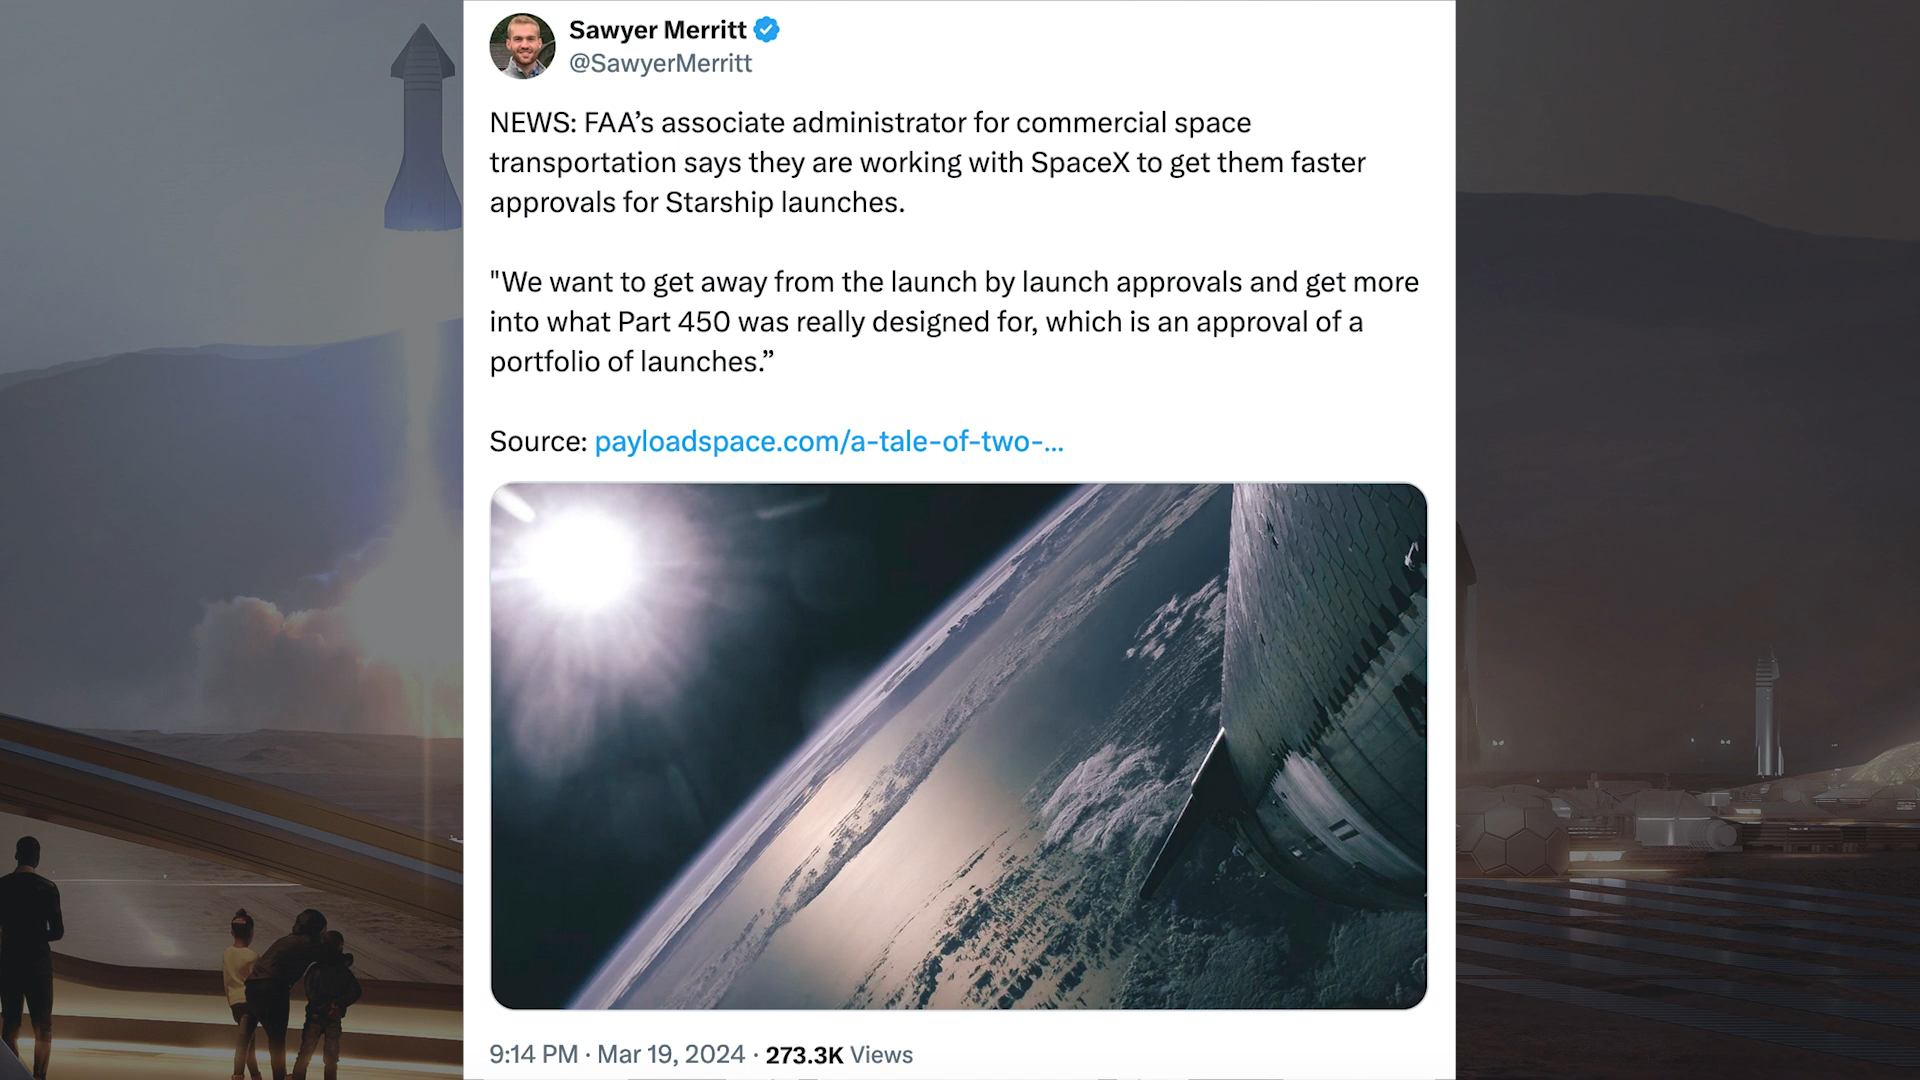 Sawyer Merritt
@SawyerMerritt
NEWS: FAA’s associate administrator for commercial space
transportation says they are working with SpaceX to get them faster
approvals for Starship launches.
"We want to get away from the launch by launch approvals and get more
into what Part 450 was really designed for, which is an approval of a
portfolio of launches.”
Source: payloadspace.com/a-tale-of-two-...
9:14 PM · Mar 19, 2024 · 273.3K Views